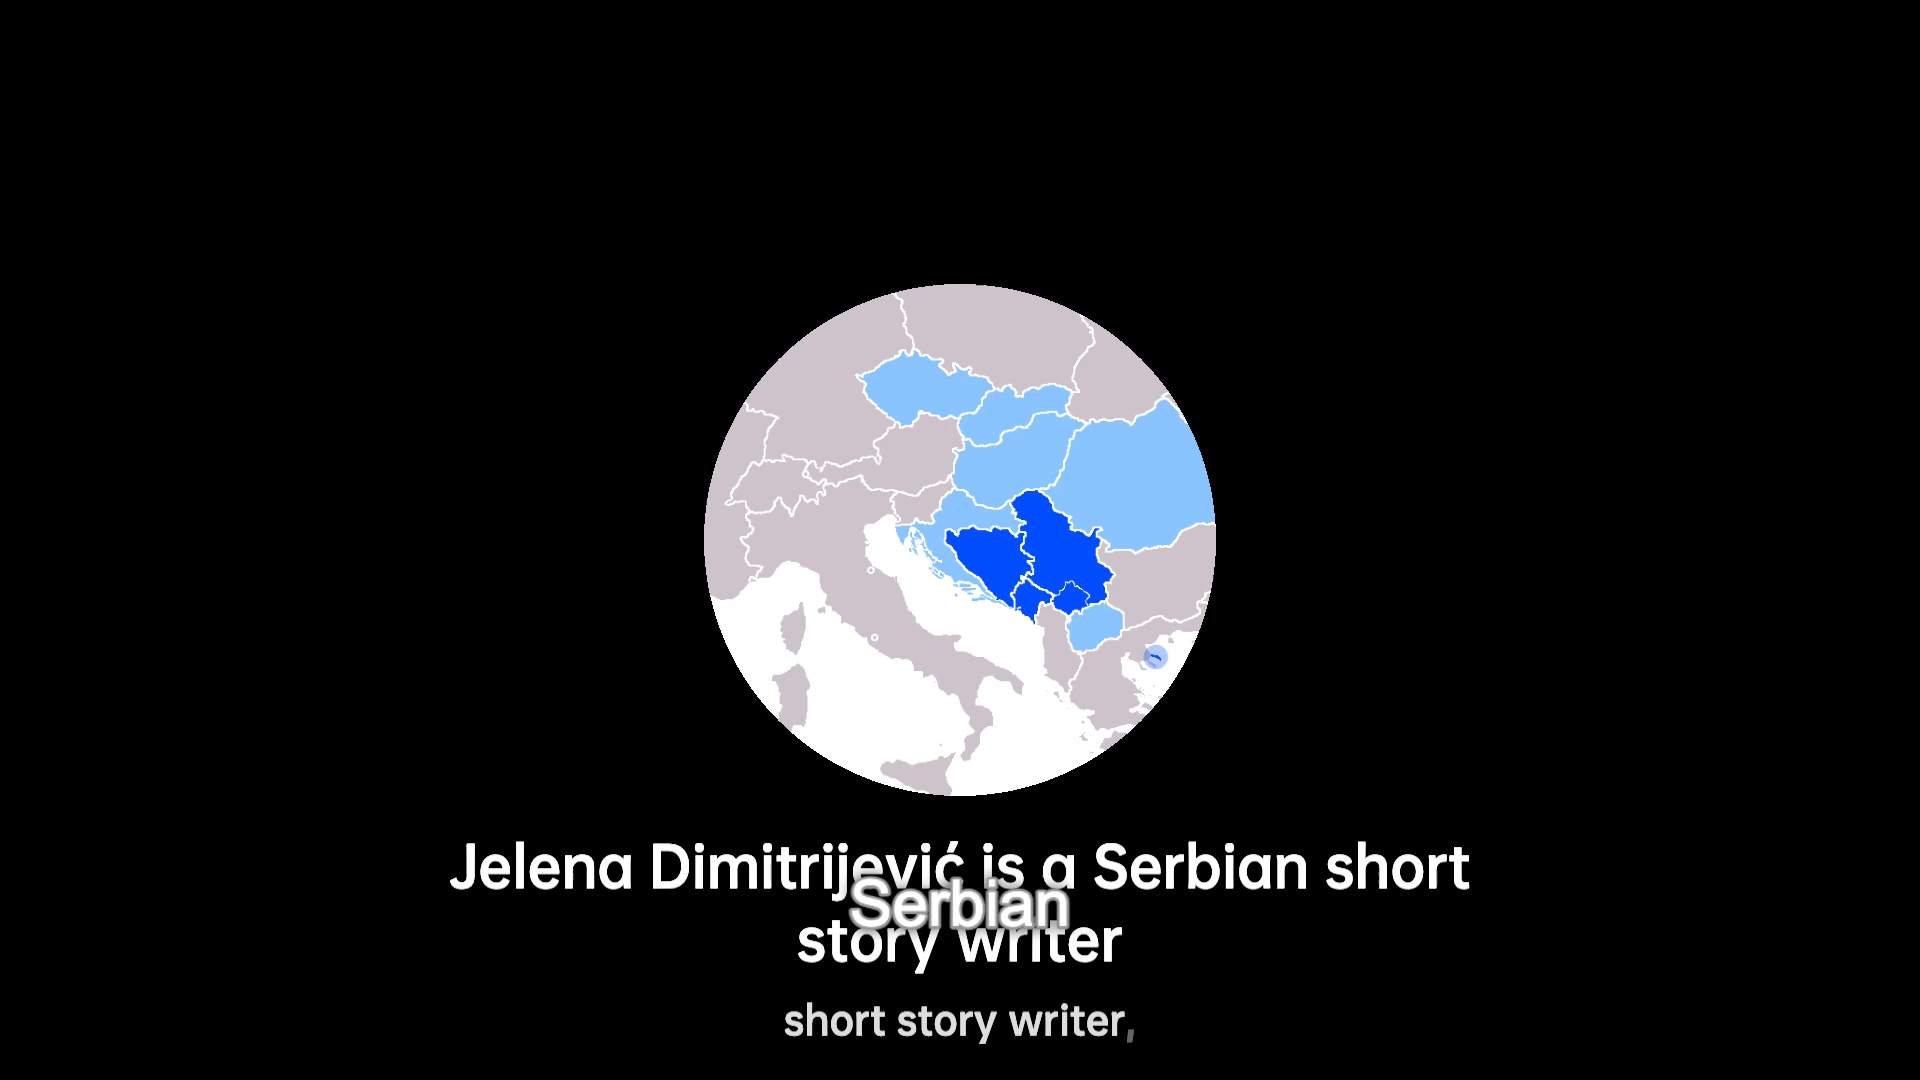 Jelena Dimitrijević is a Serbian short
Serbian
story writer
short story writer,